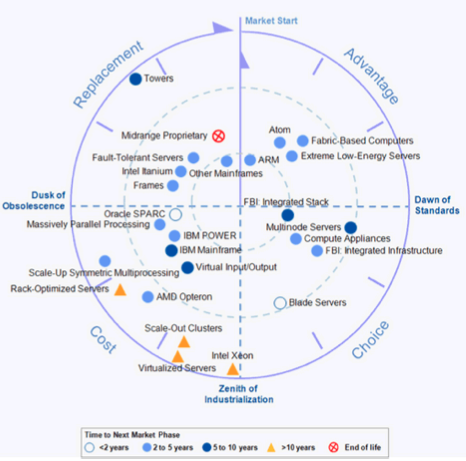 Market Start
Replacement
Advantage
Towers
Midrange Proprietary
Atom
Fabric-Based Computers
Fault-Tolerant Servers
ARM
Extreme Low-Energy Servers
Intel Itanium
Other Mainframes
Frames
Dusk of
Obsolescence
FBI Integrated Stack
Dawn of
Standards
Oracle SPARC
Massively Parallel Processing
Multinode Servers
IBM POWER
Compute Appliances
IBM Mainframe
FBI Integrated Infrastructure
Scale-Up Symmetric Multiprocessing
Virtual Input/Output
Rack-Optimized Servers
AMD Opteron
Blade Servers
Cost
Choice
Scale-Out Clusters
Intel Xeon
Virtualized Servers
Zenith of
Industrialization
Time to Next Market Phase
<2 years
2 to 5 years
5 to 10 years
>10 years
End of life